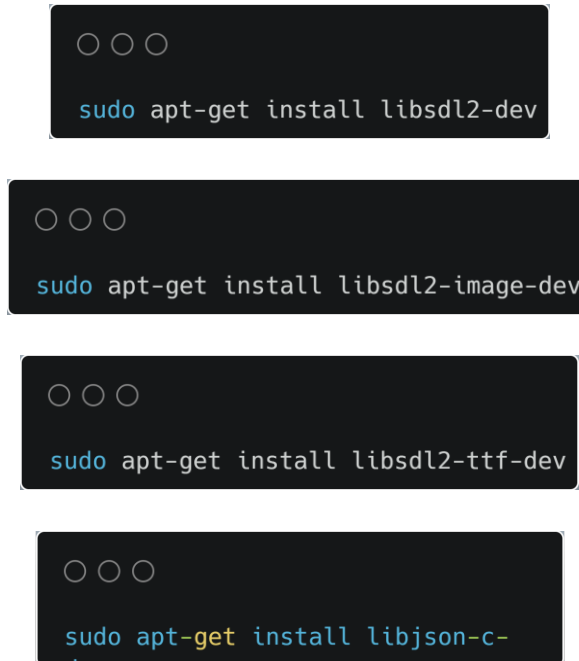 sudo apt-get install libsdl2-dev
sudo apt-get install libsdl2-image-dev
sudo apt-get install libsdl2-ttf-dev
sudo apt-get install libjson-c-